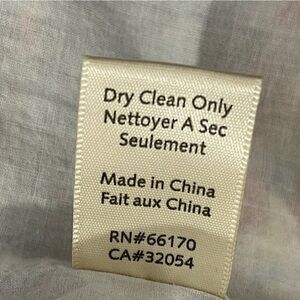 Dry Clean Only
Nettoyer A Sec
Seulement
Made in China
Fait aux China
RN#66170
CA#32054